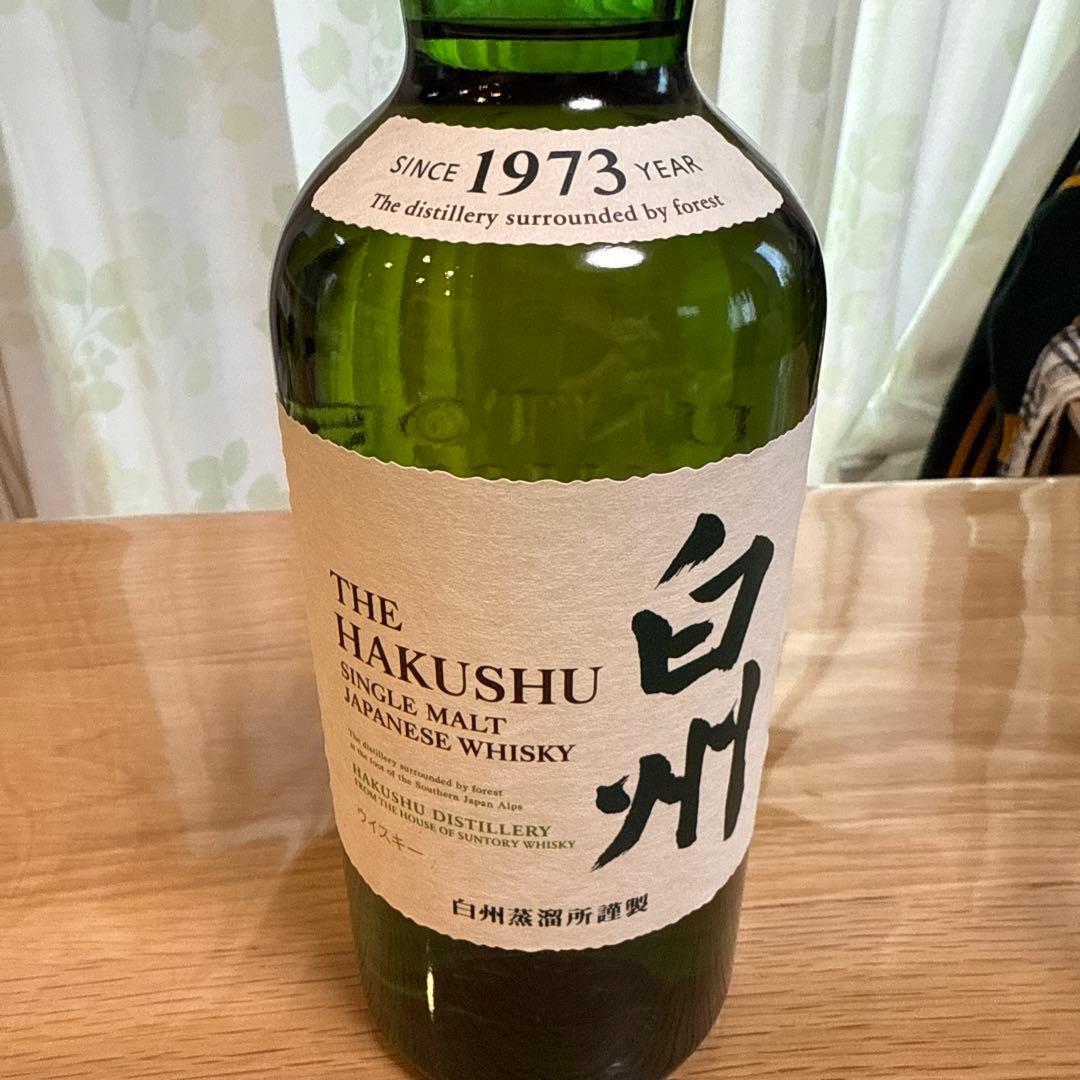 SINCE 1973 YEAR
The distillery surrounded by forest
THE
HAKUSHU
SINGLE MALT
JAPANESE WHISKY
The distillery surrounded by forest
at the foot of the Southern Japan Alps
HAKUSHU DISTILLERY
FROM THE HOUSE OF SUNTORY WHISKY
ウイスキー
白州
白州蒸溜所謹製